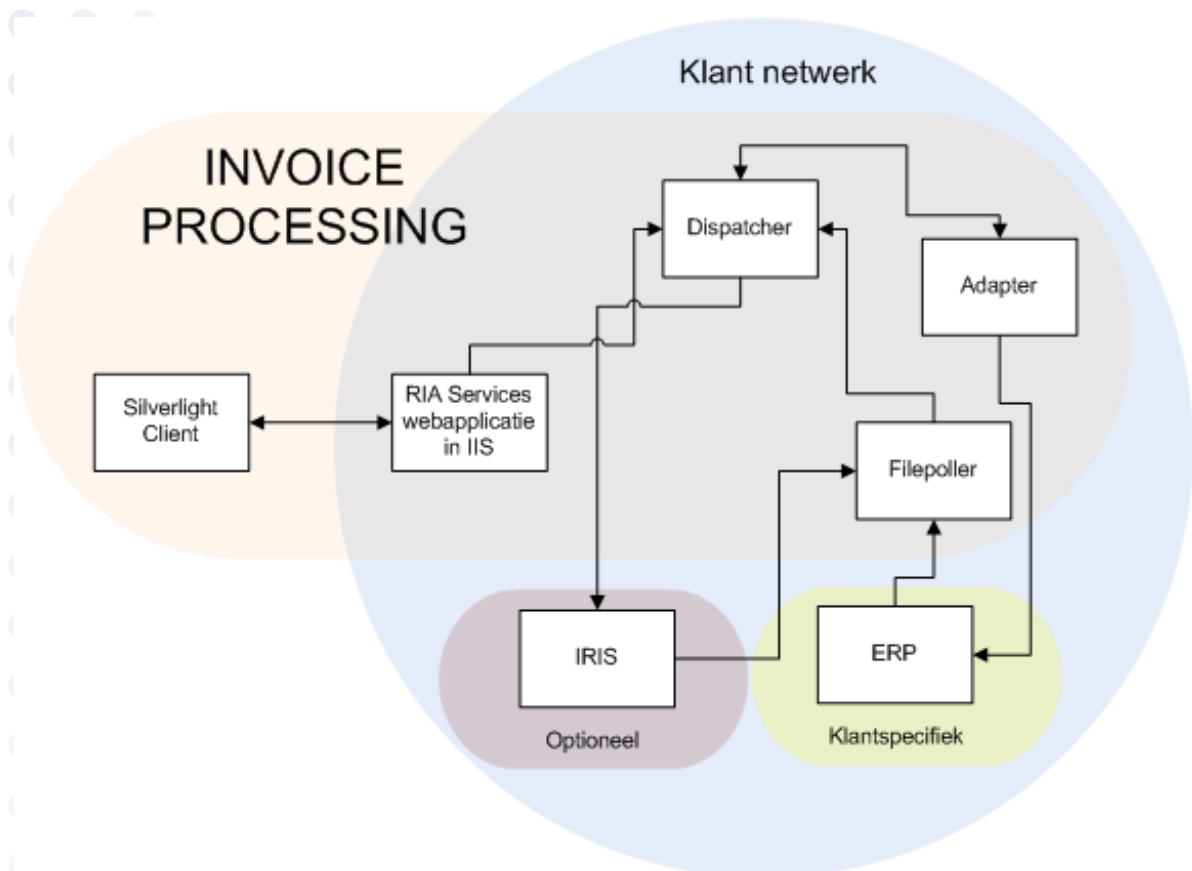 Klant netwerk
INVOICE
PROCESSING
Dispatcher
Adapter
Silverlight
Client
RIA Services
webapplicatie
in IIS
Filepoller
IRIS
ERP
Optioneel
Klantspecifiek